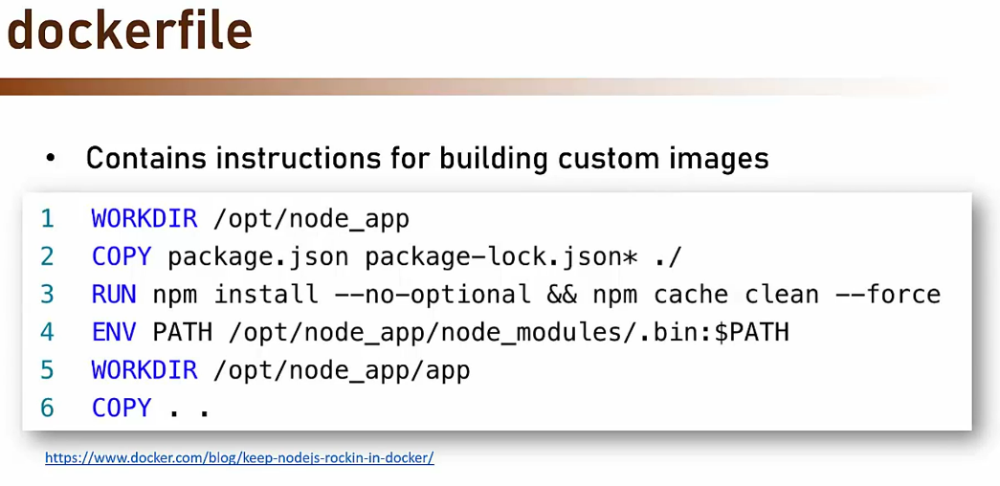 dockerfile
• Contains instructions for building custom images
1 WORKDIR /opt/node_app
2 COPY package.json package-lock.json* ./
3 RUN npm install --no-optional && npm cache clean --force
4 ENV PATH /opt/node_app/node_modules/.bin:$PATH
5 WORKDIR /opt/node_app/app
6 COPY . .
https://www.docker.com/blog/keep-nodejs-rockin-in-docker/